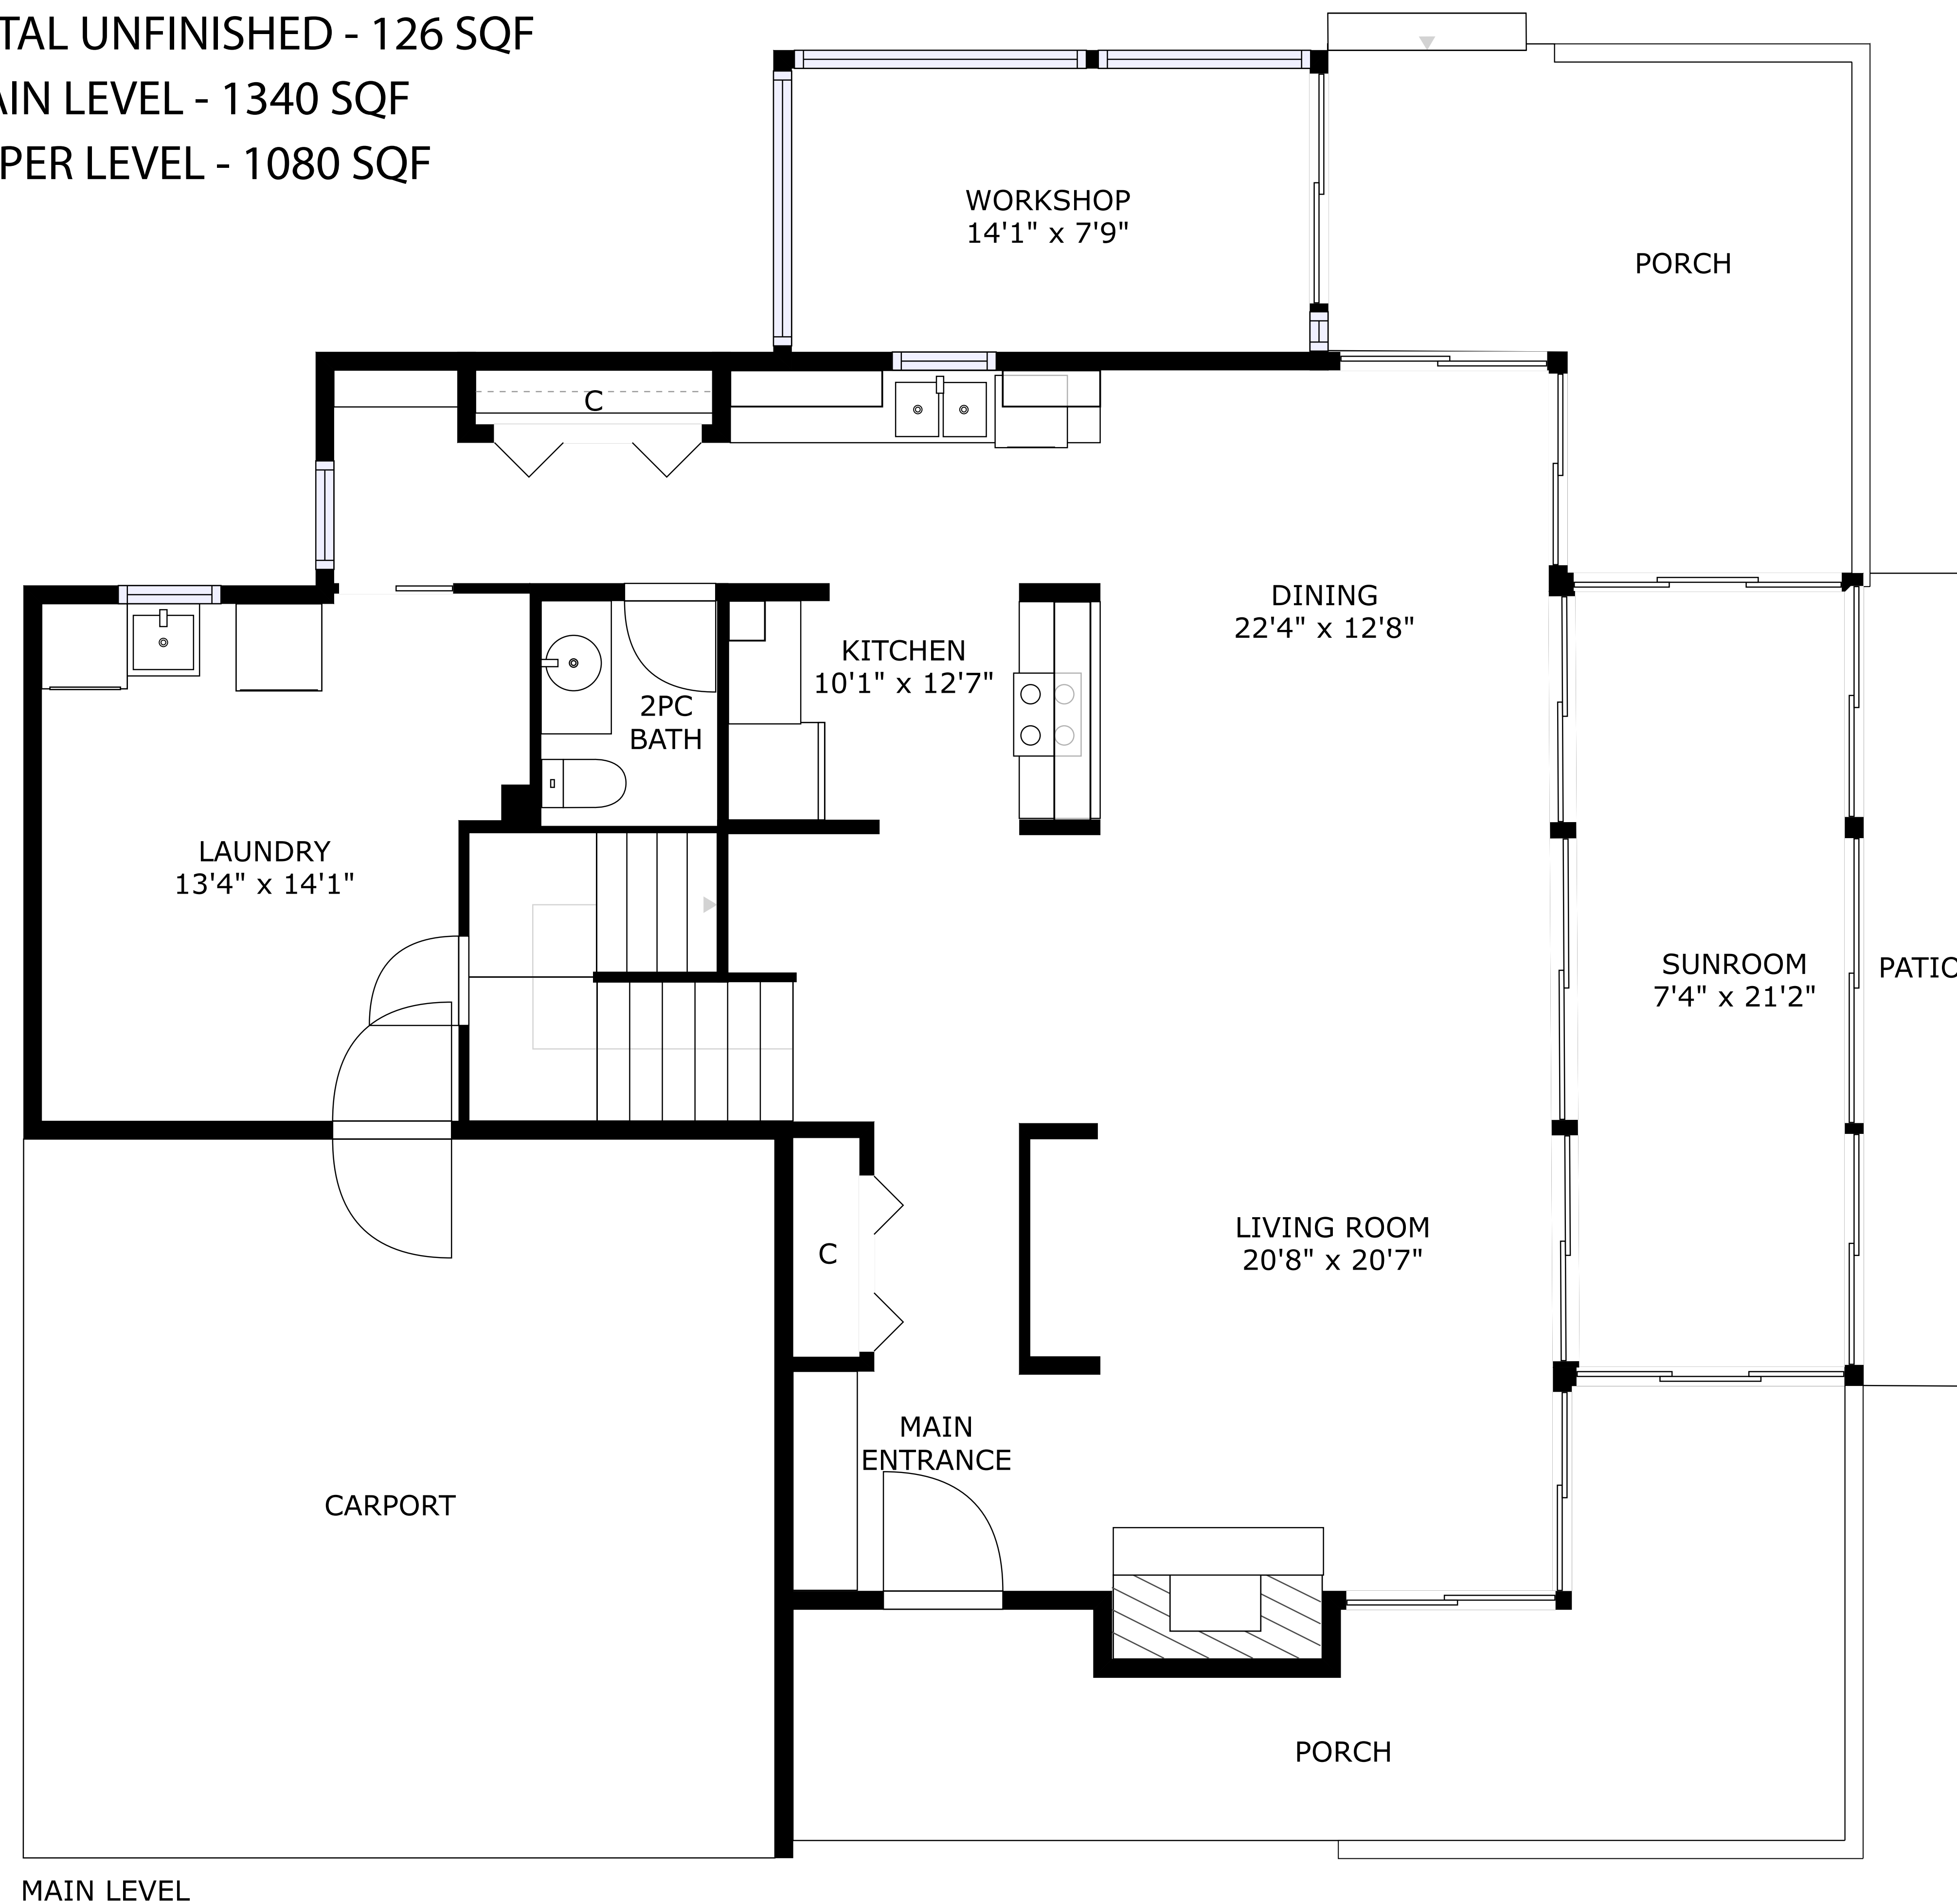 TAL UNFINISHED - 126 SQF
AIN LEVEL - 1340 SQF
PER LEVEL - 1080 SQF
WORKSHOP
14'1" x 7'9"
PORCH
C
DINING
22'4" x 12'8"
KITCHEN
10'1" x 12'7"
2PC
BATH
LAUNDRY
13'4" x 14'1"
SUNROOM
7'4" x 21'2"
PATIO
LIVING ROOM
20'8" x 20'7"
C
MAIN
ENTRANCE
CARPORT
PORCH
MAIN LEVEL